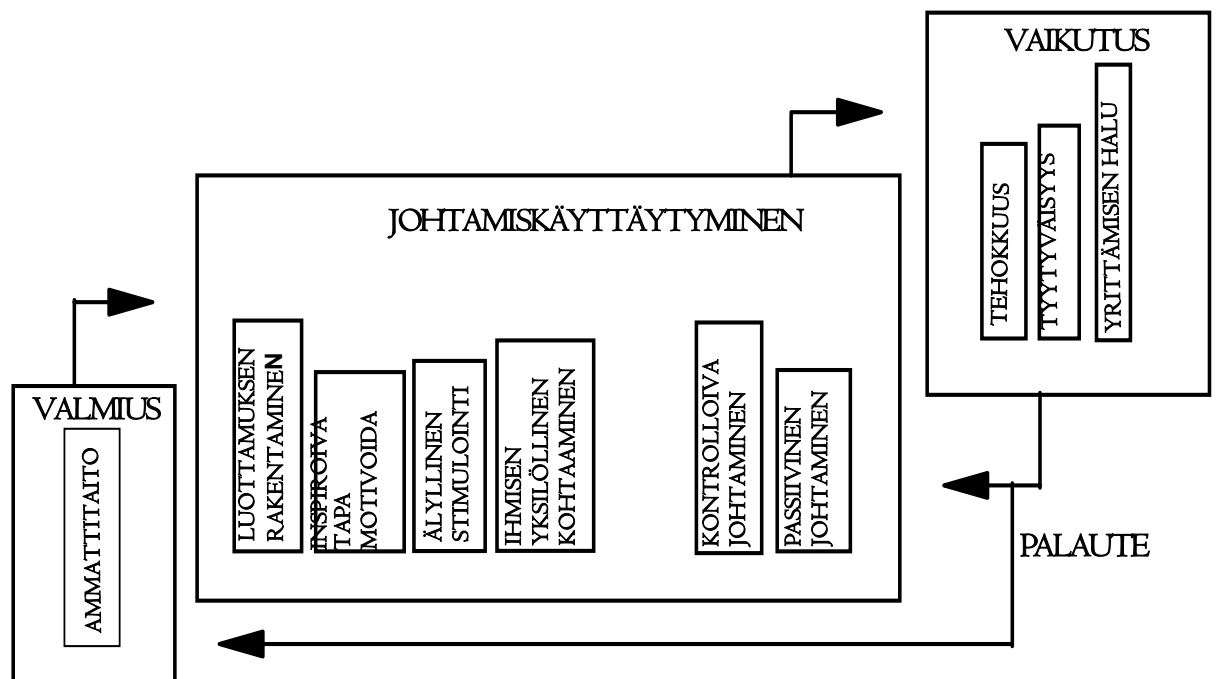 VAIKUTUS
TEHOKKUUS
TYYTYVÄISYYS
YRITTÄMISEN HALU
JOHTAMISKÄYTTÄYTYMINEN
LUOTTAMUKSEN
RAKENTAMINEN
INSPIROIVA
TAPA
MOTIVOIDA
ÄLYLLINEN
STIMULOINTI
IHMISEN
YKSILÖLLINEN
KOHTAAMINEN
KONTROLLOIVA
JOHTAMINEN
PASSIIVINEN
JOHTAMINEN
VALMIUS
AMMATTITAITO
PALAUTE